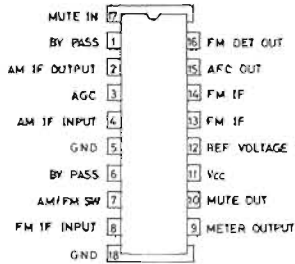 MUTE IN 17
BY PASS 1 16 FM DET OUT
AM IF OUTPUT 2 15 AFC OUT
AGC 3 14 FM IF
AM IF INPUT 4 13 FM IF
GND 5 12 REF VOLTAGE
BY PASS 6 11 Vcc
AM/FM SW 7 10 MUTE OUT
FM IF INPUT 8 9 METER OUTPUT
GND 18